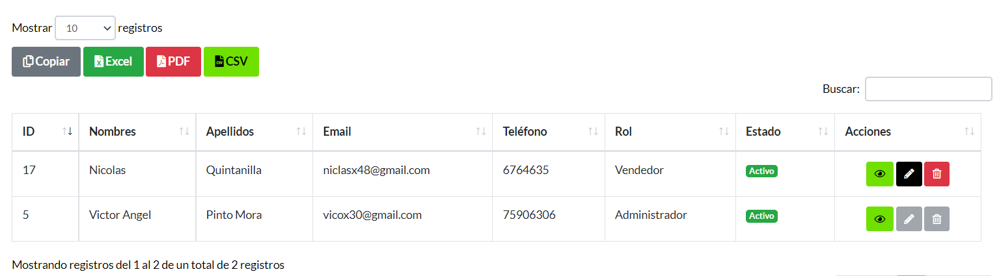 Mostrar 10 registros
Copiar Excel PDF CSV
Buscar:
ID Nombres Apellidos Email Teléfono Rol Estado Acciones
17 Nicolas Quintanilla niclasx48@gmail.com 6764635 Vendedor Activo
5 Victor Angel Pinto Mora vicox30@gmail.com 75906306 Administrador Activo
Mostrando registros del 1 al 2 de un total de 2 registros